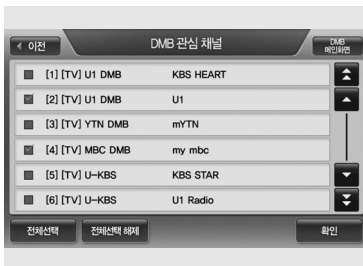 이전
DMB 관심 채널
DMB
메인화면
[1] [TV] U1 DMB KBS HEART
[2] [TV] U1 DMB U1
[3] [TV] YTN DMB mYTN
[4] [TV] MBC DMB my mbc
[5] [TV] U-KBS KBS STAR
[6] [TV] U-KBS U1 Radio
전체선택 전체선택 해제 확인